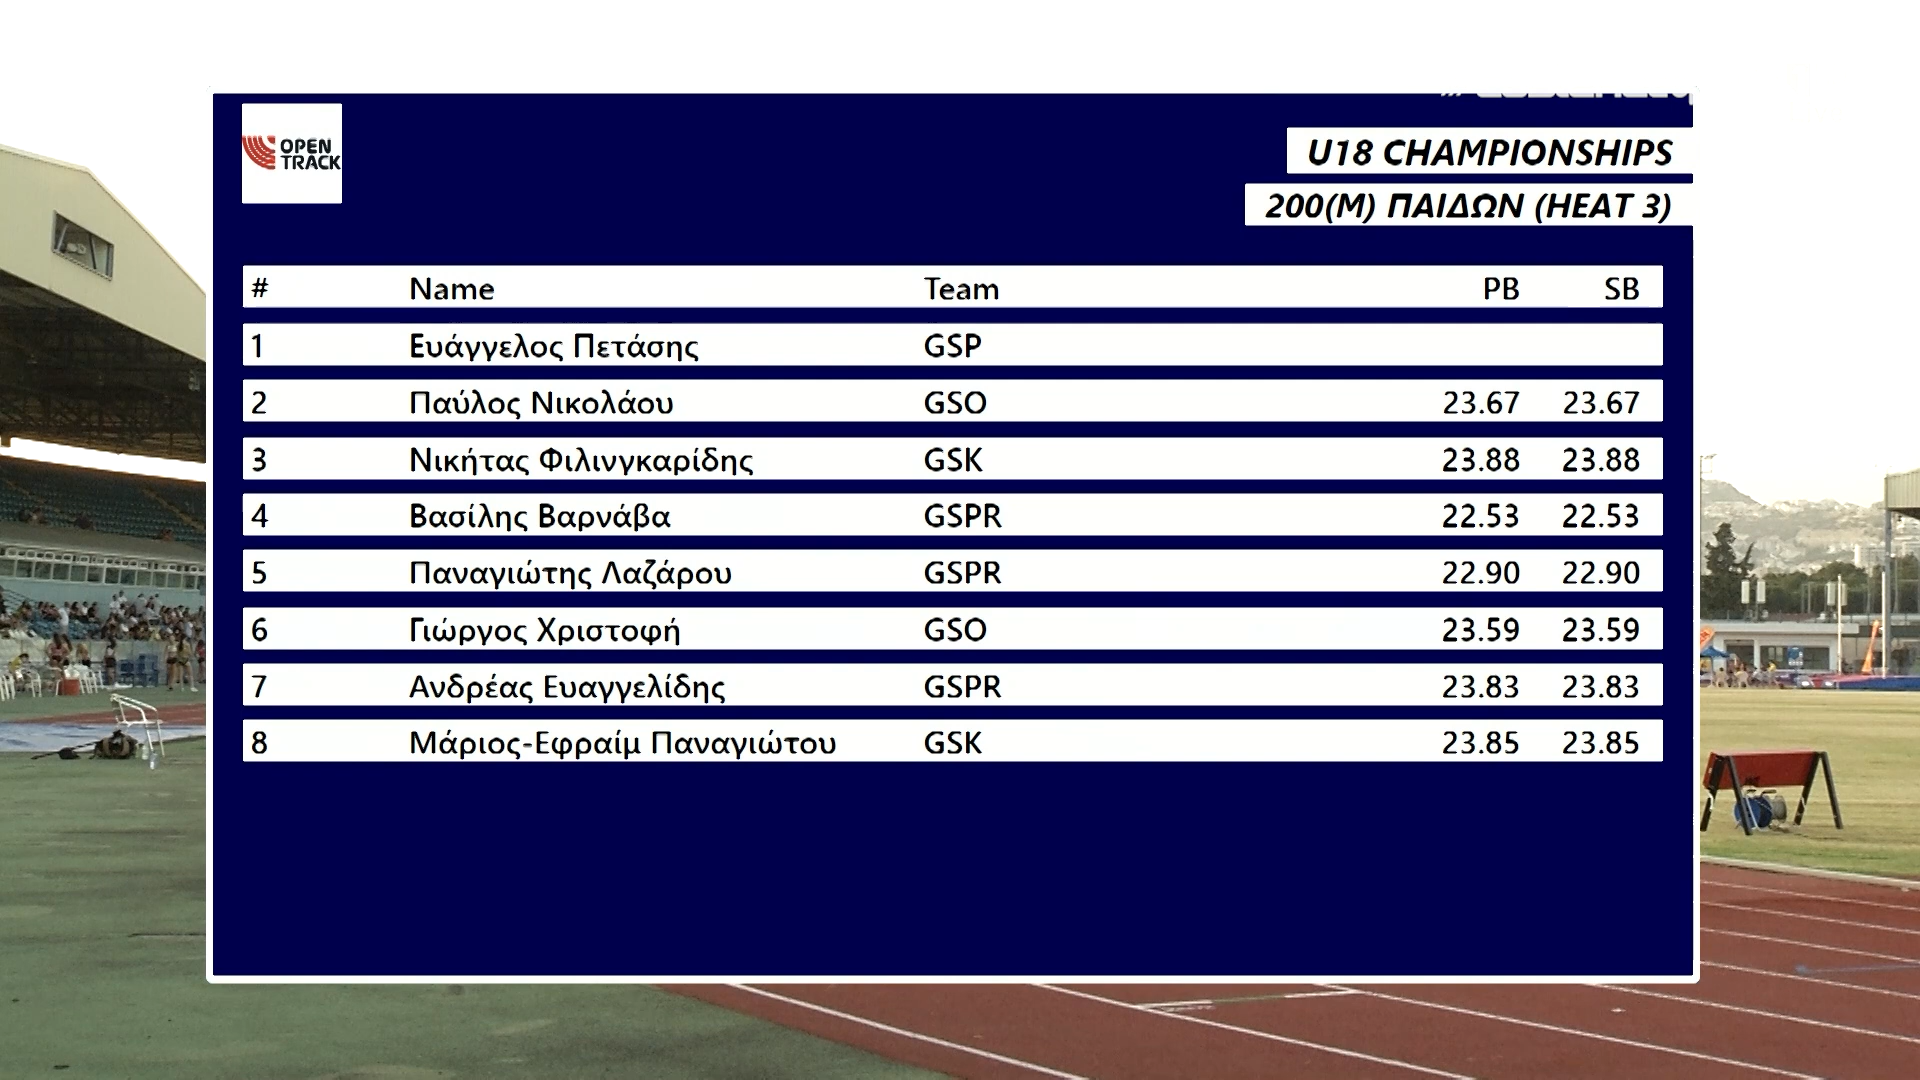 OPEN
TRACK
U18 CHAMPIONSHIPS
200(M) ΠΑΙΔΩΝ (HEAT 3)
# Name Team PB SB
1 Ευάγγελος Πετάσης GSP
2 Παύλος Νικολάου GSO 23.67 23.67
3 Νικήτας Φιλινγκαρίδης GSK 23.88 23.88
4 Βασίλης Βαρνάβα GSPR 22.53 22.53
5 Παναγιώτης Λαζάρου GSPR 22.90 22.90
6 Γιώργος Χριστοφή GSO 23.59 23.59
7 Ανδρέας Ευαγγελίδης GSPR 23.83 23.83
8 Μάριος-Εφραίμ Παναγιώτου GSK 23.85 23.85